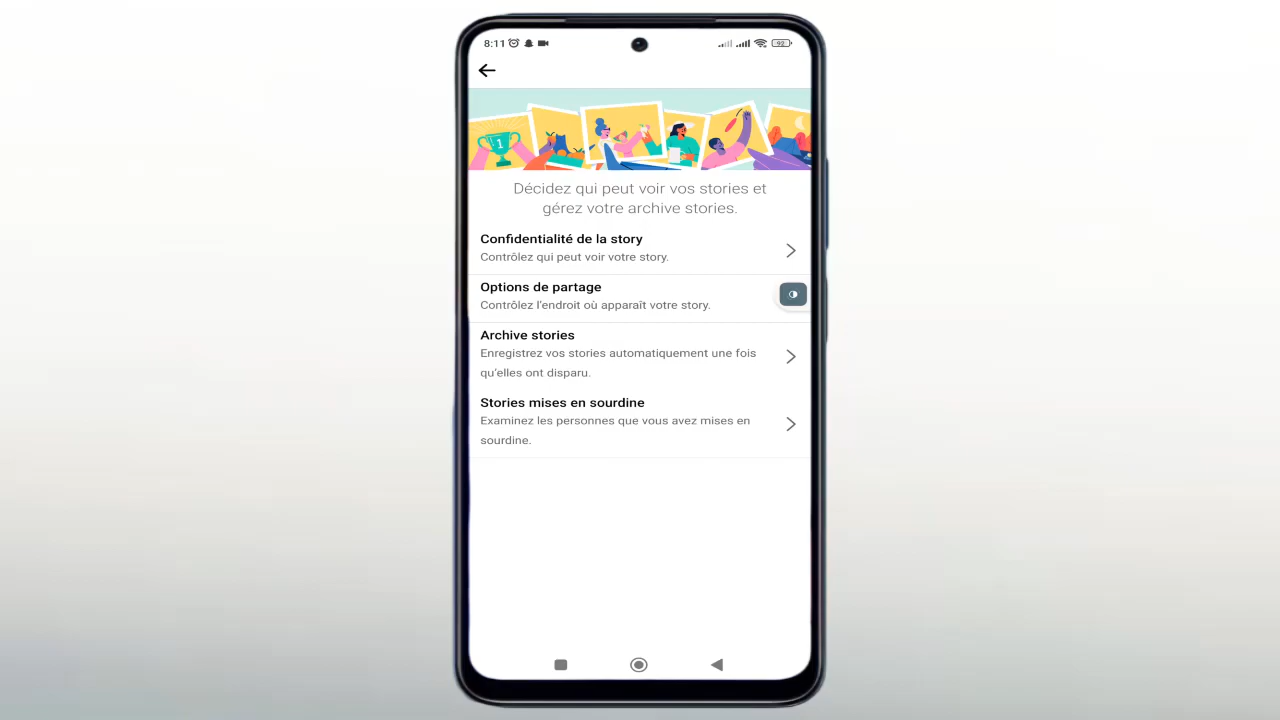 8:11
92
1
Décidez qui peut voir vos stories et
gérez votre archive stories.
Confidentialité de la story
Contrôlez qui peut voir votre story.
Options de partage
Contrôlez l'endroit où apparaît votre story.
Archive stories
Enregistrez vos stories automatiquement une fois
qu'elles ont disparu.
Stories mises en sourdine
Examinez les personnes que vous avez mises en
sourdine.